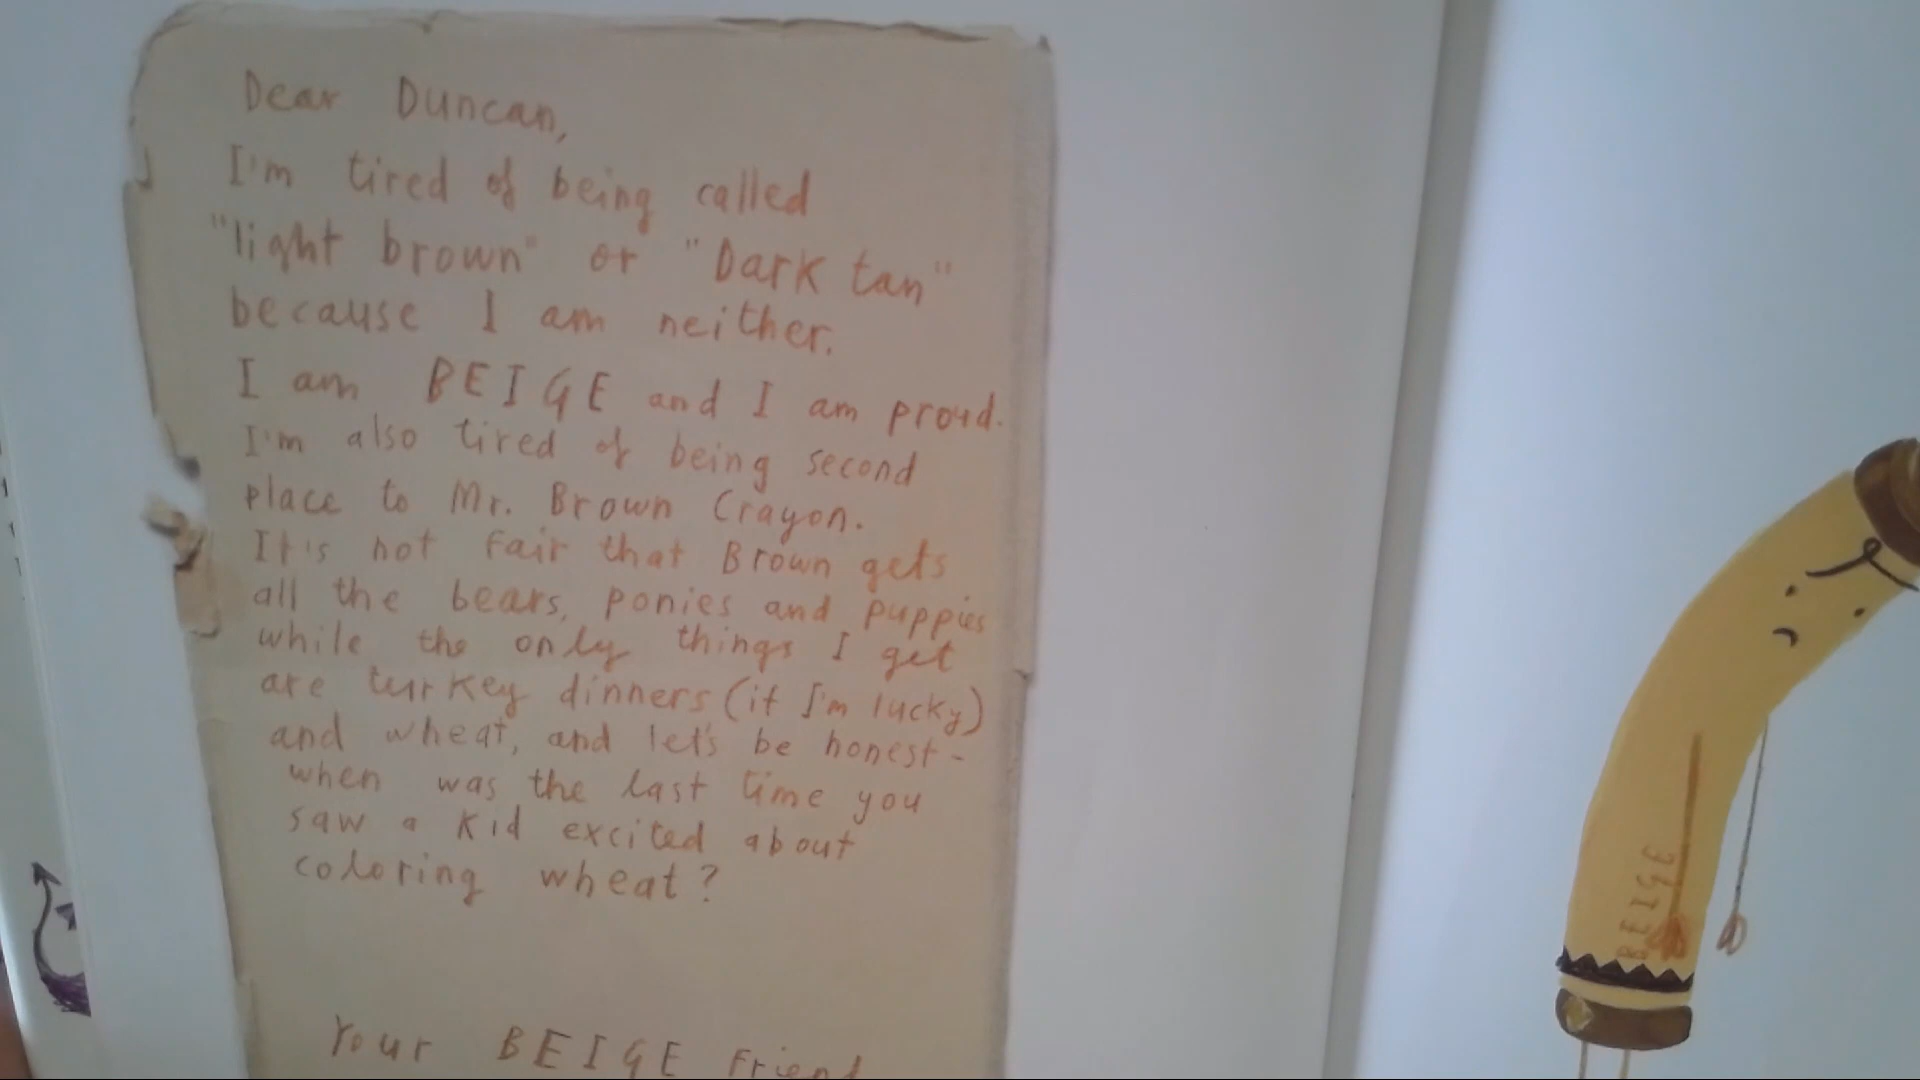 Dear Duncan,
I'm tired of being called
"light brown" or "Dark tan"
because I am neither.
I am BEIGE and I am proud.
I'm also tired of being second
place to Mr. Brown Crayon.
It's not fair that Brown gets
all the bears, ponies and puppies
while the only things I get
are turkey dinners (if I'm lucky)
and wheat, and let's be honest-
when was the last time you
saw a kid excited about
coloring wheat?
Your BEIGE friend
BEIGE